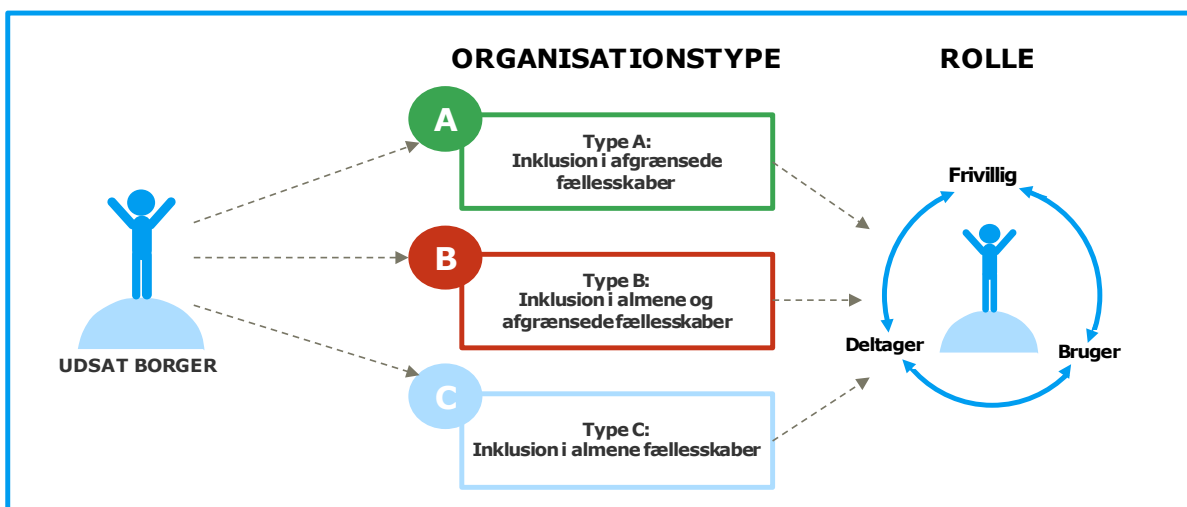 ORGANISATIONSTYPE
ROLLE
A
Type A:
Inklusion i afgrænsede
fællesskaber
Frivillig
B
Type B:
Inklusion i almene og
afgrænsede fællesskaber
Deltager
Bruger
UDSAT BORGER
C
Type C:
Inklusion i almene fællesskaber